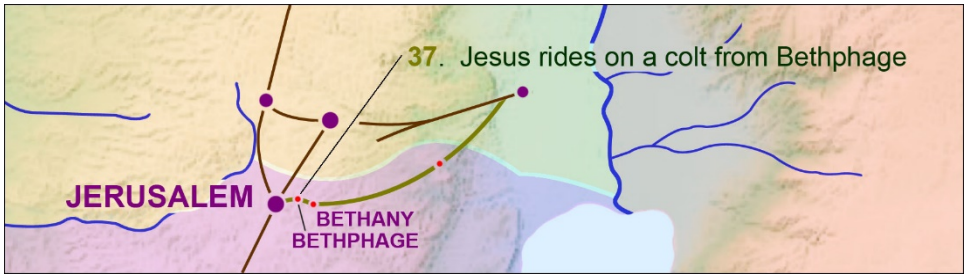 37. Jesus rides on a colt from Bethphage
JERUSALEM
BETHANY
BETHPHAGE